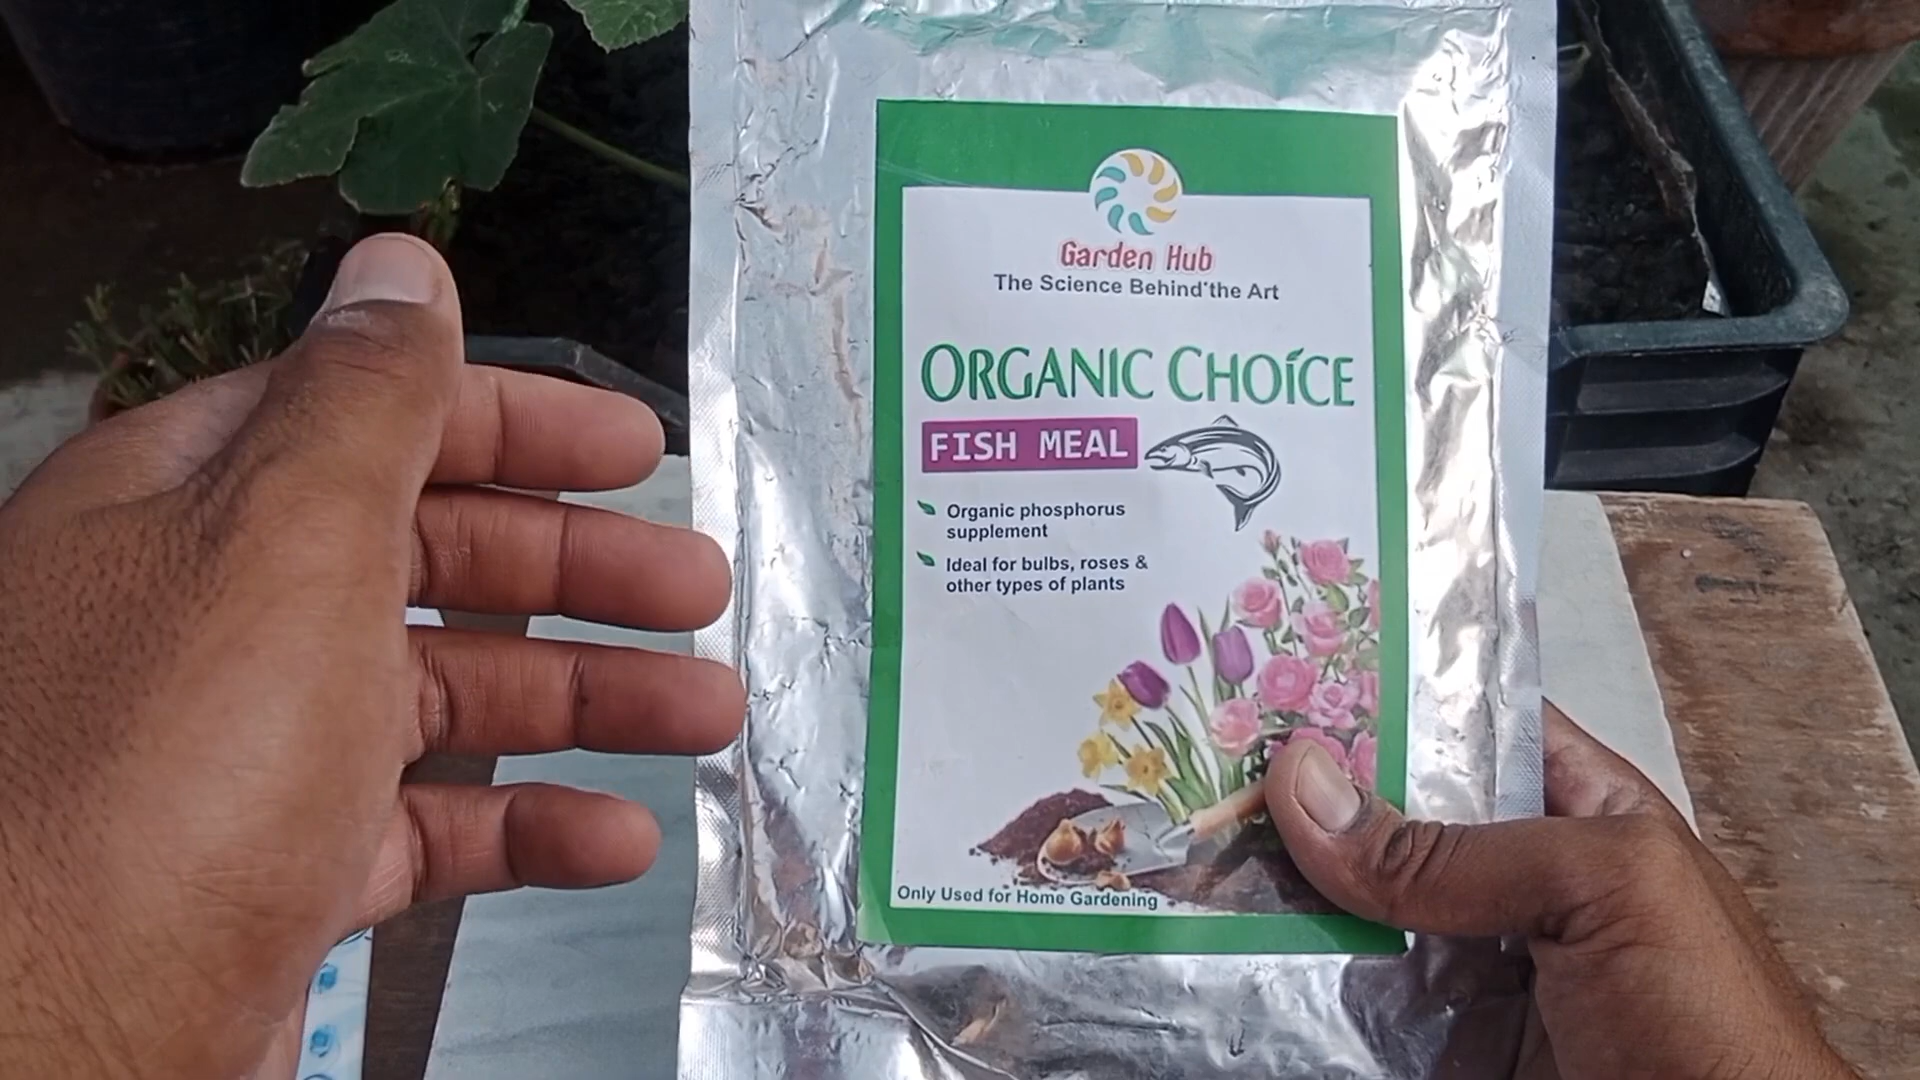 Garden Hub
The Science Behind the Art
ORGANIC CHOICE
FISH MEAL
Organic phosphorus
supplement
Ideal for bulbs, roses &
other types of plants
Only Used for Home Gardening